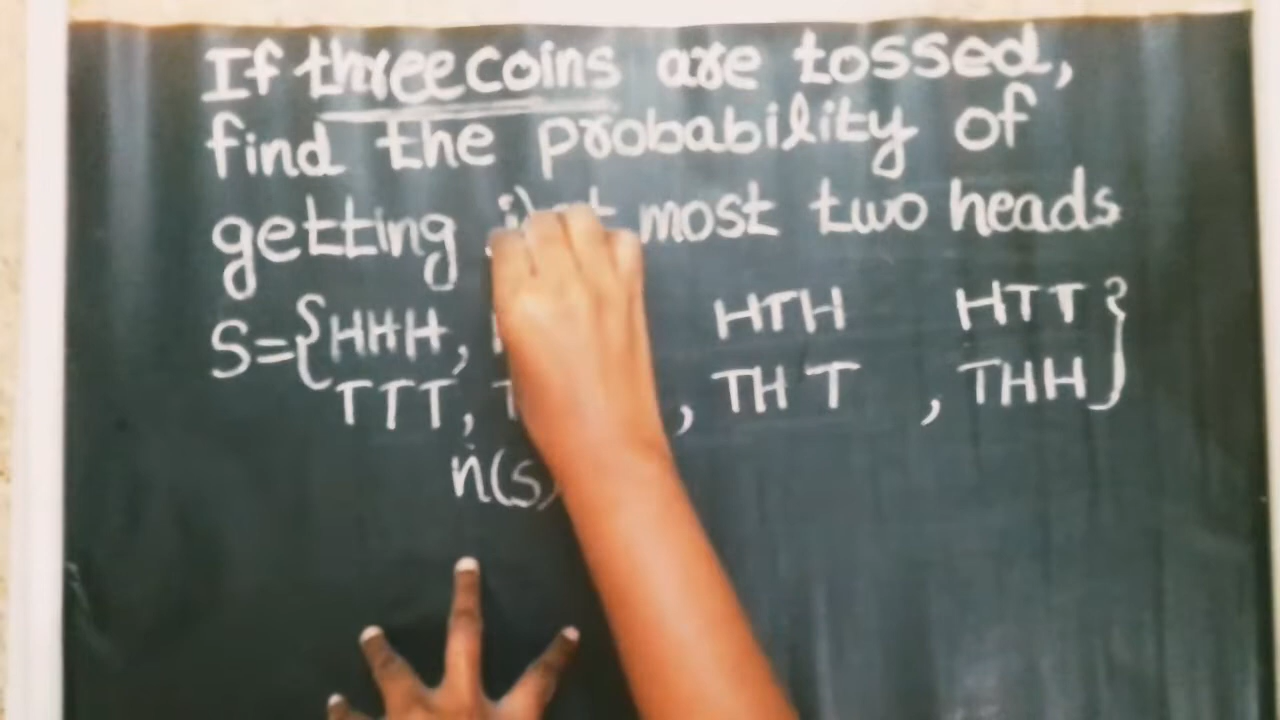 If three coins are tossed,
find the probability of
getting i) at most two heads
S={HHH, HTH HTT}
TTT, , THT , THH
n(s)